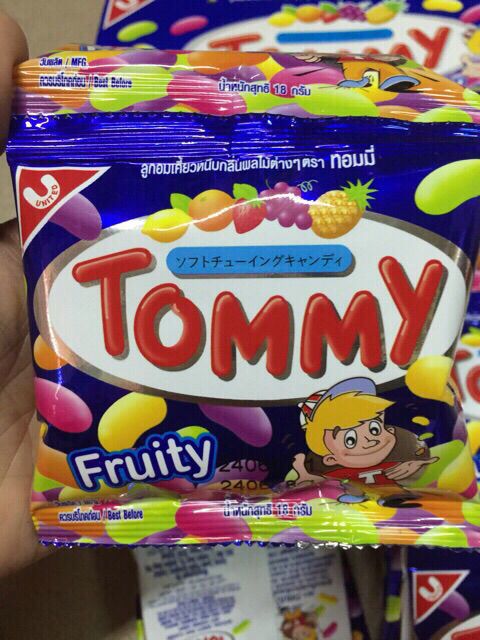 TOMMY
วันผลิต / MFG
ควรบริโภคก่อน / Best Before
น้ำหนักสุทธิ 18 กรัม
UNITED
ลูกอมเคี้ยวหนึบกลิ่นผลไม้ต่างๆ ตรา ทอมมี่
ソフトチューイングキャンディ
TOMMY
Fruity
T
ควรบริโภคก่อน / Best Before
น้ำหนักสุทธิ 18 กรัม